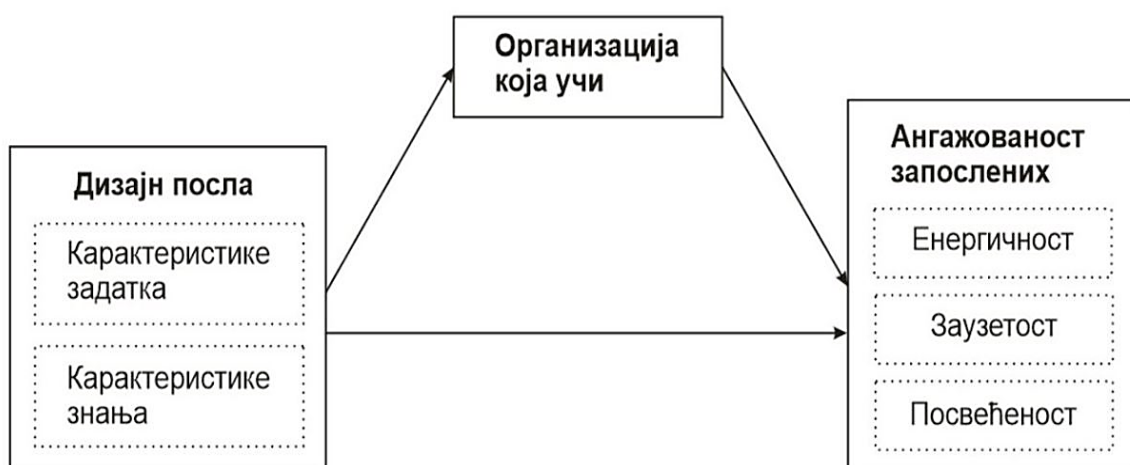 Организација
која учи
Дизајн посла
Карактеристике
задатка
Карактеристике
знања
Ангажованост
запослених
Енергичност
Заузетост
Посвећеност